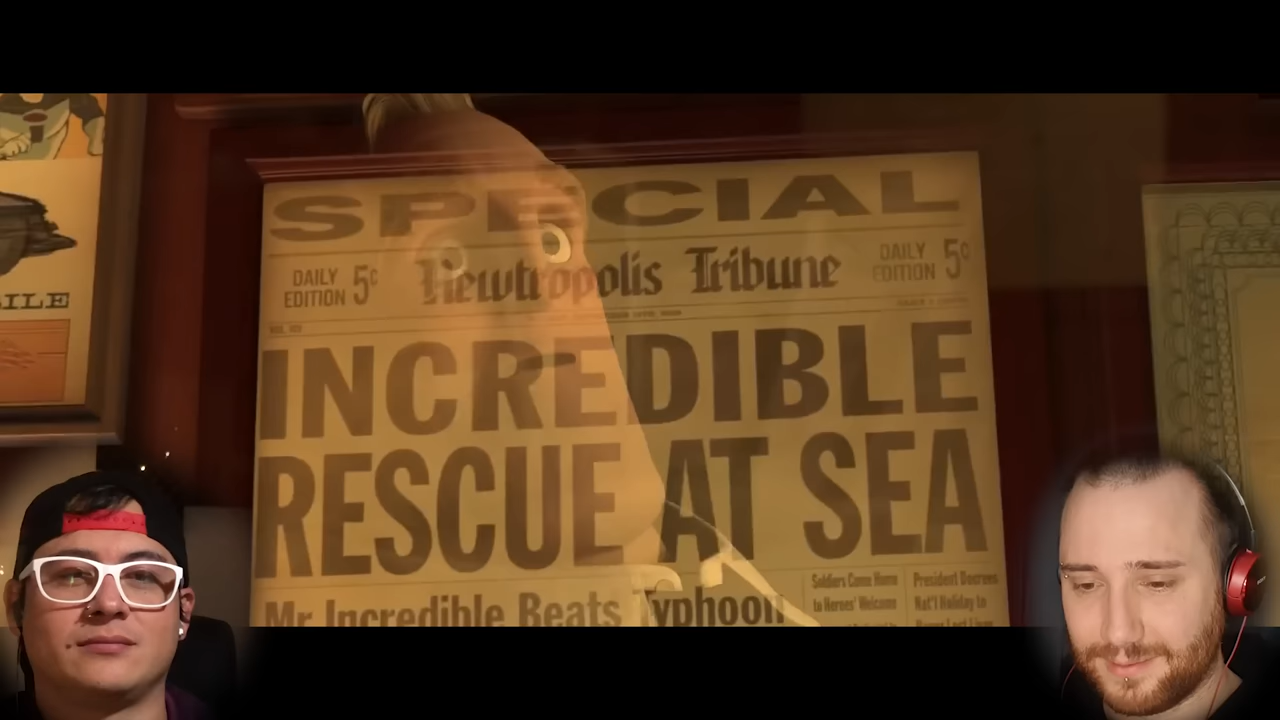 SPECIAL
DAILY EDITION 5¢
Newtropolis Tribune
DAILY EDITION 5¢
INCREDIBLE
RESCUE AT SEA
Mr. Incredible Beats Typhoon
Soldiers Come Home
to Heroes' Welcome
President Decrees
Nat'l Holiday to